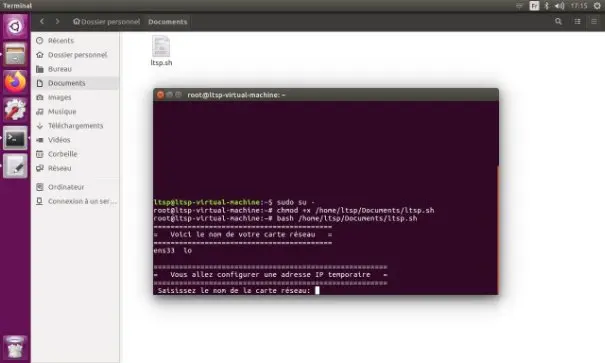 Terminal
Fr
17:15
Dossier personnel
Documents
Récents
Dossier personnel
Bureau
Documents
Images
Musique
Téléchargements
Vidéos
Corbeille
Réseau
Ordinateur
Connexion à un ser…
ltsp.sh
root@ltsp-virtual-machine: ~
ltsp@ltsp-virtual-machine:~$ sudo su -
root@ltsp-virtual-machine:~# chmod +x /home/ltsp/Documents/ltsp.sh
root@ltsp-virtual-machine:~# bash /home/ltsp/Documents/ltsp.sh
=========================================
=   Voici le nom de votre carte réseau   =
=========================================
ens33  lo
======================================================
=   Vous allez configurer une adresse IP temporaire   =
======================================================
Saisissez le nom de la carte réseau: